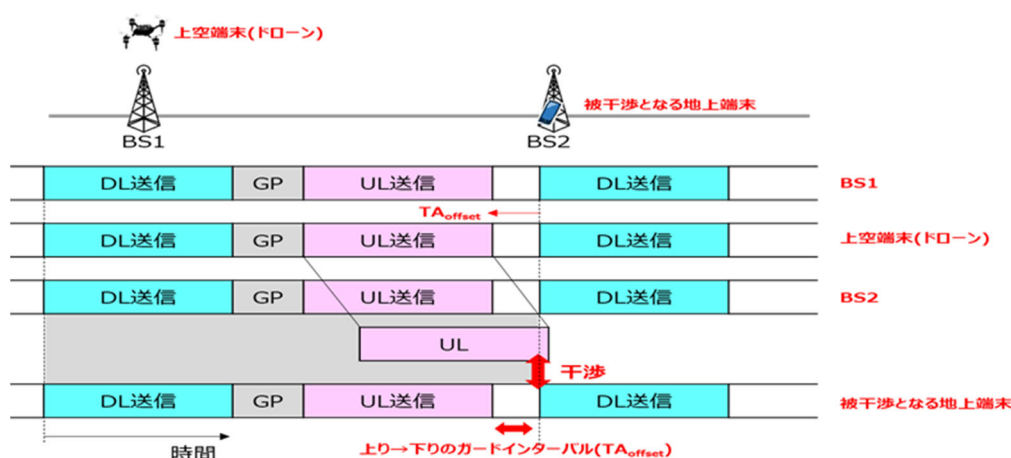 上空端末(ドローン)
被干渉となる地上端末
BS1
BS2
DL送信 GP UL送信 DL送信 BS1
TAoffset
DL送信 GP UL送信 DL送信 上空端末(ドローン)
DL送信 GP UL送信 DL送信 BS2
UL
干渉
DL送信 GP UL送信 DL送信 被干渉となる地上端末
時間
上り→下りのガードインターバル(TAoffset)